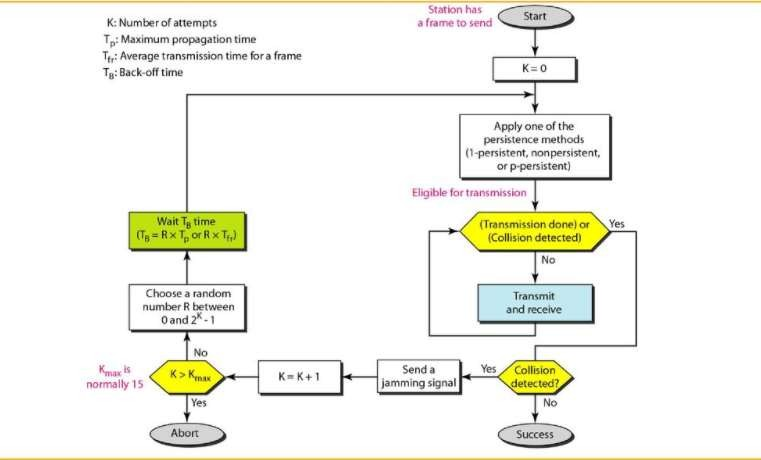 Station has
a frame to send
Start
K: Number of attempts
Tp: Maximum propagation time
Tfr: Average transmission time for a frame
TB: Back-off time
K = 0
Apply one of the
persistence methods
(1-persistent, nonpersistent,
or p-persistent)
Eligible for transmission
(Transmission done) or
(Collision detected)
Yes
No
Transmit
and receive
Wait TB time
(TB = R × Tp or R × Tfr)
Choose a random
number R between
0 and 2^K - 1
No
Kmax is
normally 15
K > Kmax
K = K + 1
Send a
jamming signal
Yes
Collision
detected?
Yes
No
Abort
Success